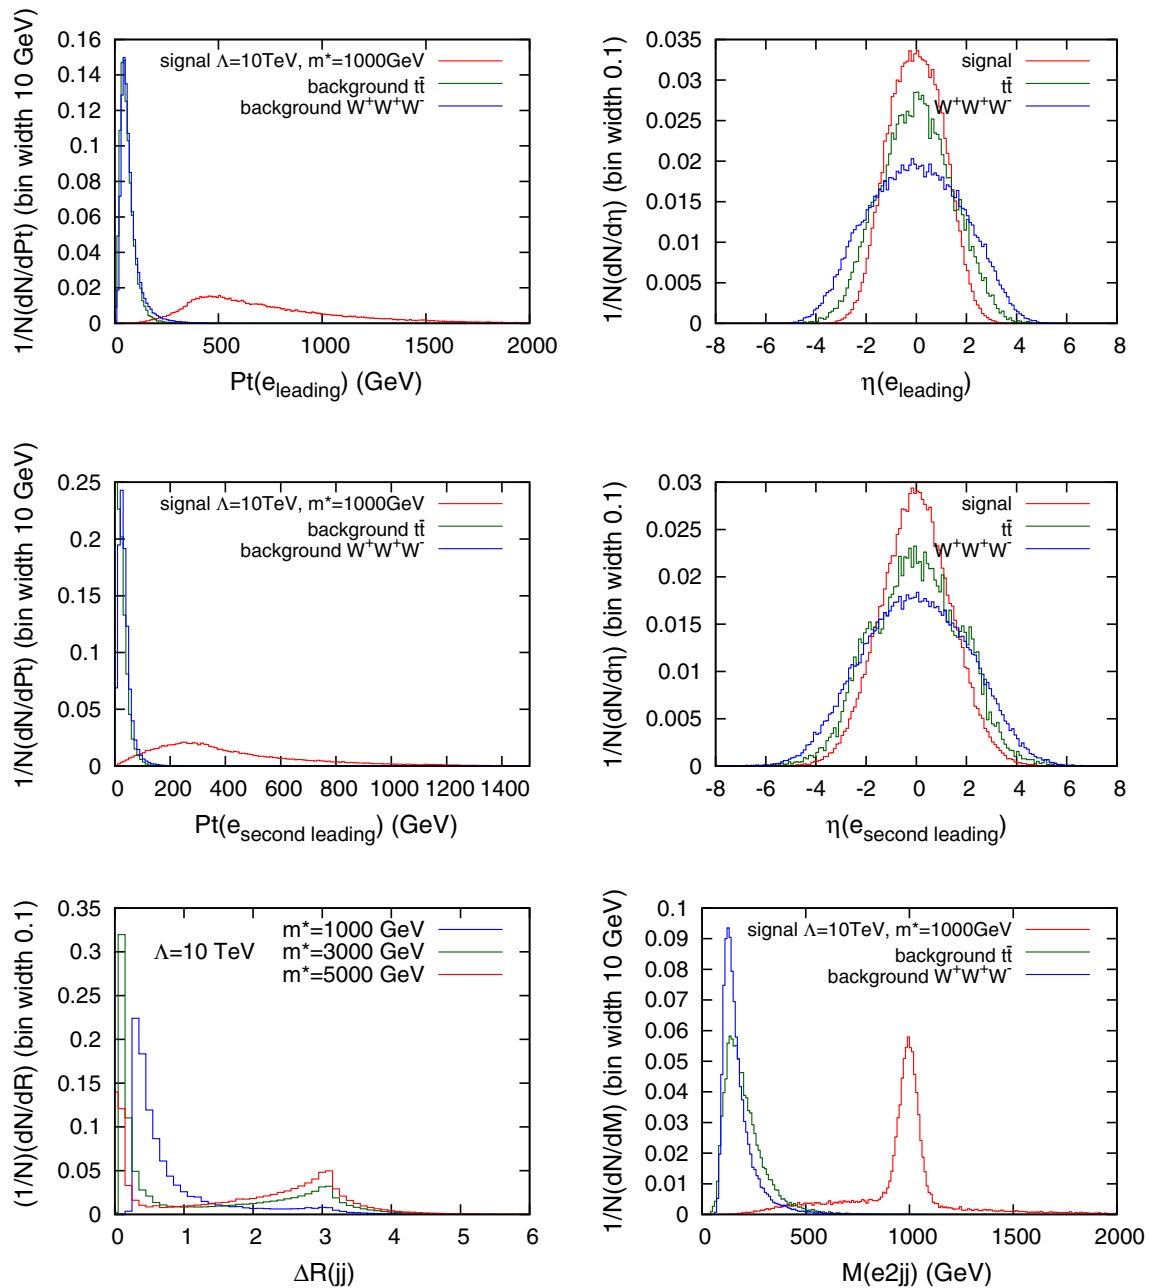 1/N(dN/dPt) (bin width 10 GeV)
0.16
0.14
0.12
0.1
0.08
0.06
0.04
0.02
0
signal Λ=10TeV, m*=1000GeV
background tt̄
background W⁺W⁺W⁻
0 500 1000 1500 2000
Pt(e_leading) (GeV)
1/N(dN/dη) (bin width 0.1)
0.035
0.03
0.025
0.02
0.015
0.01
0.005
0
signal
tt̄
W⁺W⁺W⁻
-8 -6 -4 -2 0 2 4 6 8
η(e_leading)
1/N(dN/dPt) (bin width 10 GeV)
0.25
0.2
0.15
0.1
0.05
0
signal Λ=10TeV, m*=1000GeV
background tt̄
background W⁺W⁺W⁻
0 200 400 600 800 1000 1200 1400
Pt(e_second leading) (GeV)
1/N(dN/dη) (bin width 0.1)
0.03
0.025
0.02
0.015
0.01
0.005
0
signal
tt̄
W⁺W⁺W⁻
-8 -6 -4 -2 0 2 4 6 8
η(e_second leading)
(1/N)(dN/dR) (bin width 0.1)
0.35
0.3
0.25
0.2
0.15
0.1
0.05
0
Λ=10 TeV
m*=1000 GeV
m*=3000 GeV
m*=5000 GeV
0 1 2 3 4 5 6
ΔR(jj)
1/N(dN/dM) (bin width 10 GeV)
0.1
0.09
0.08
0.07
0.06
0.05
0.04
0.03
0.02
0.01
0
signal Λ=10TeV, m*=1000GeV
background tt̄
background W⁺W⁺W⁻
0 500 1000 1500 2000
M(e2jj) (GeV)